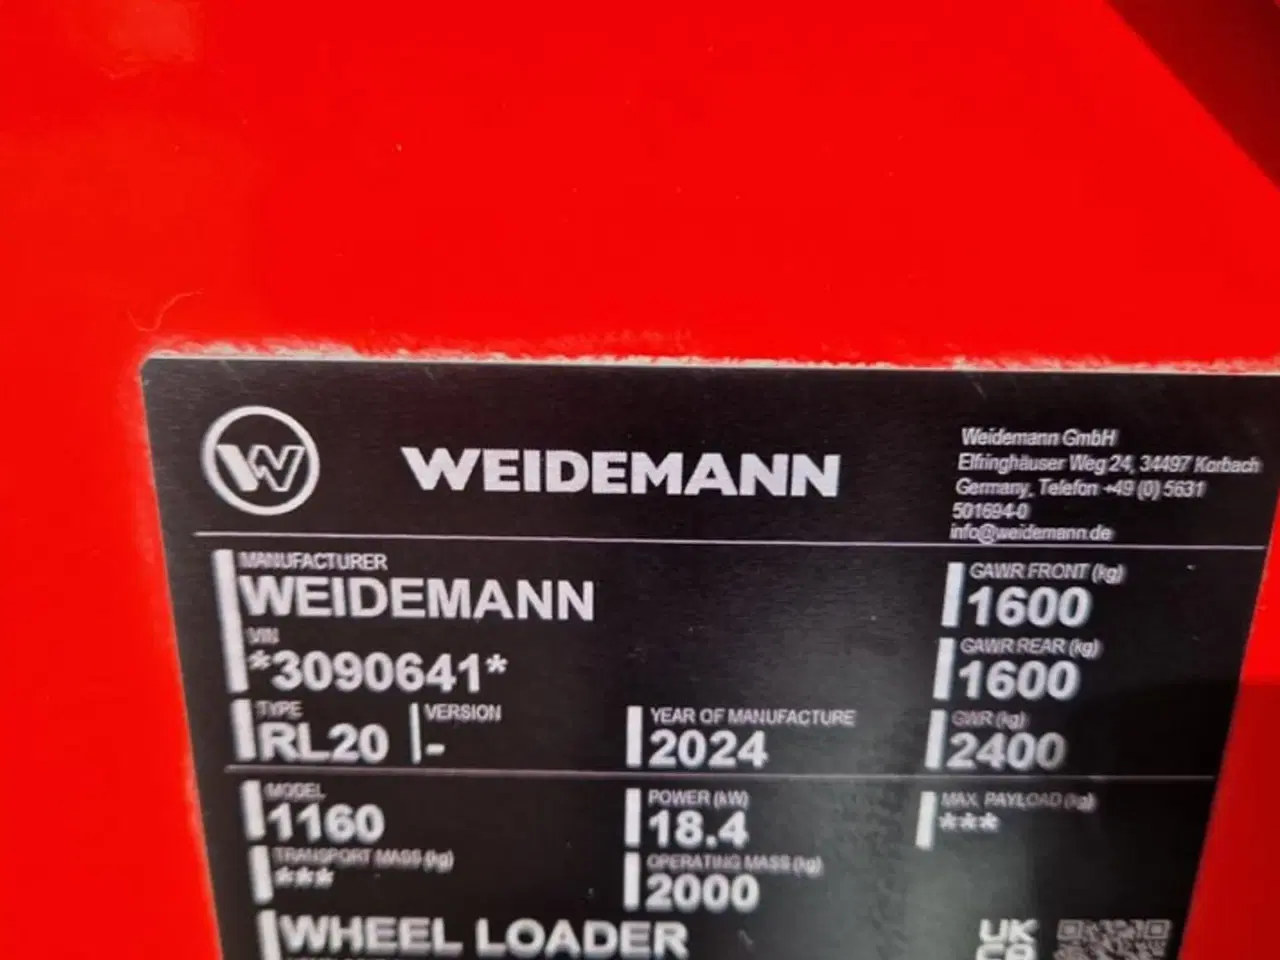 W
WEIDEMANN
Weidemann GmbH
Elfringhäuser Weg 24, 34497 Korbach
Germany, Telefon +49 (0) 5631
501694-0
info@weidemann.de
MANUFACTURER
WEIDEMANN
VIN
*3090641*
TYPE
RL20
VERSION
-
YEAR OF MANUFACTURE
2024
GAWR FRONT (kg)
1600
GAWR REAR (kg)
1600
GWR (kg)
2400
MODEL
1160
POWER (kW)
18.4
MAX. PAYLOAD (kg)
***
TRANSPORT MASS (kg)
***
OPERATING MASS (kg)
2000
WHEEL LOADER
UK
CA